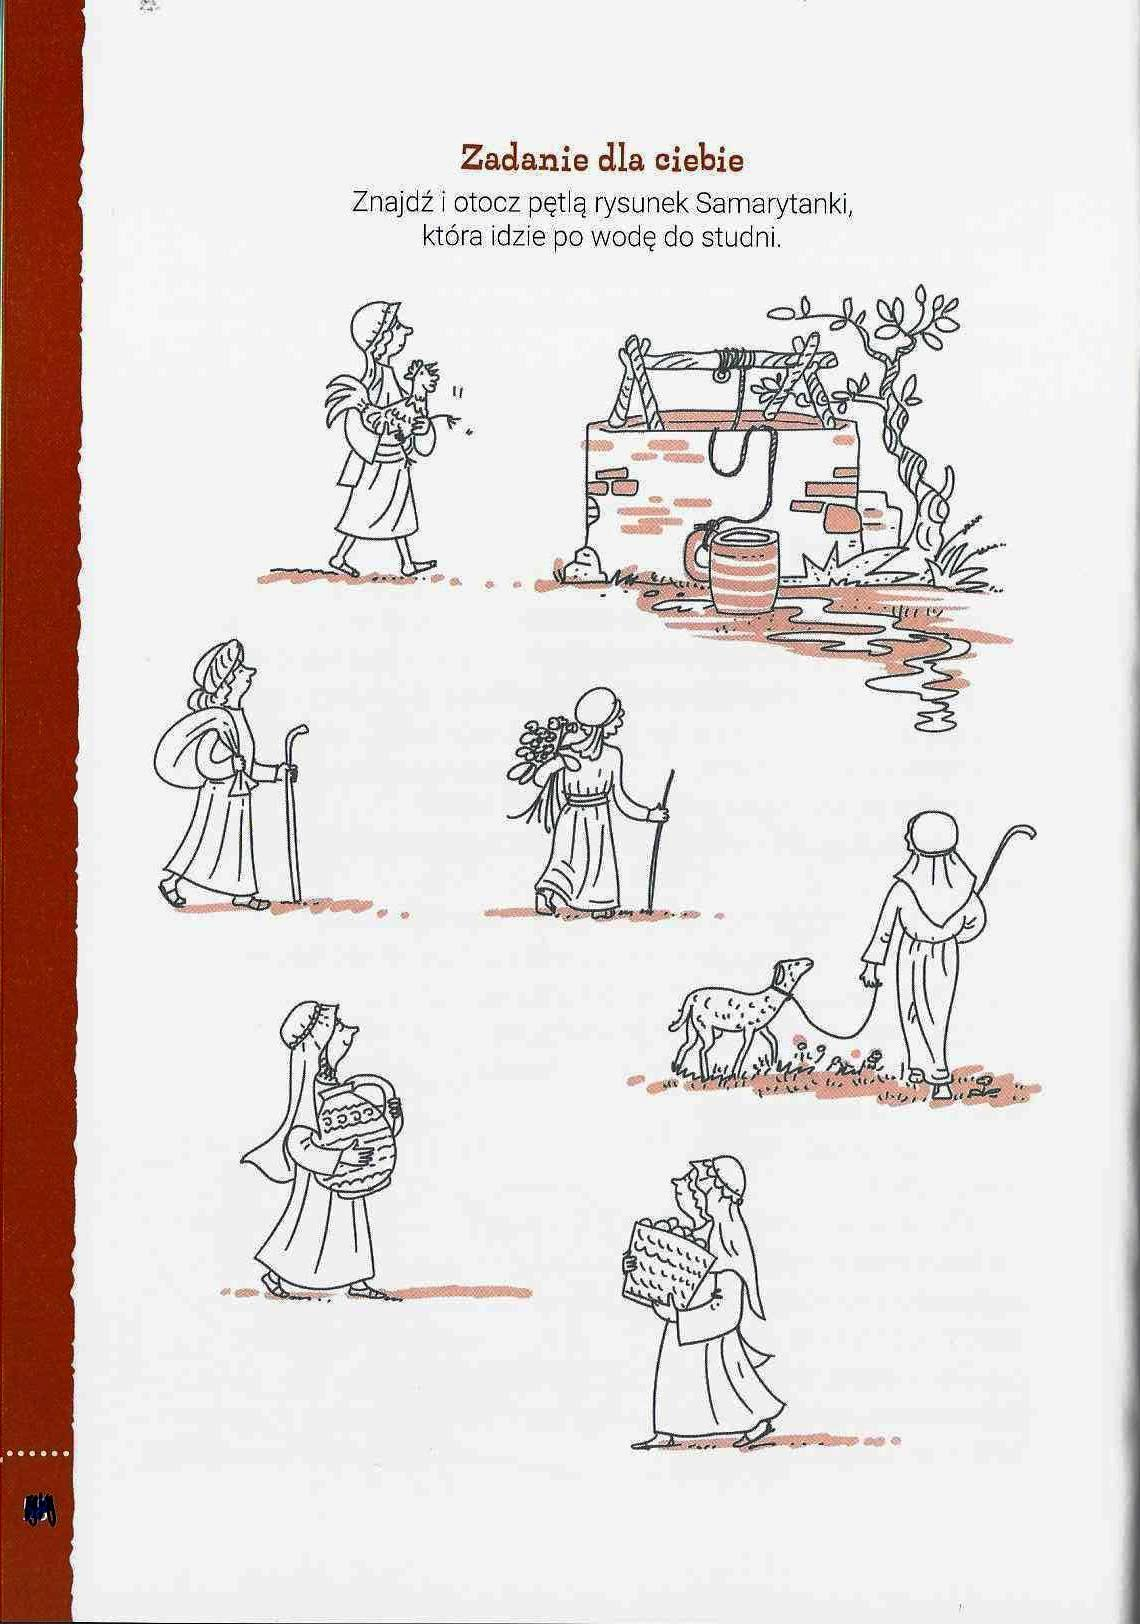 Zadanie dla ciebie
Znajdź i otocz pętlą rysunek Samarytanki,
która idzie po wodę do studni.